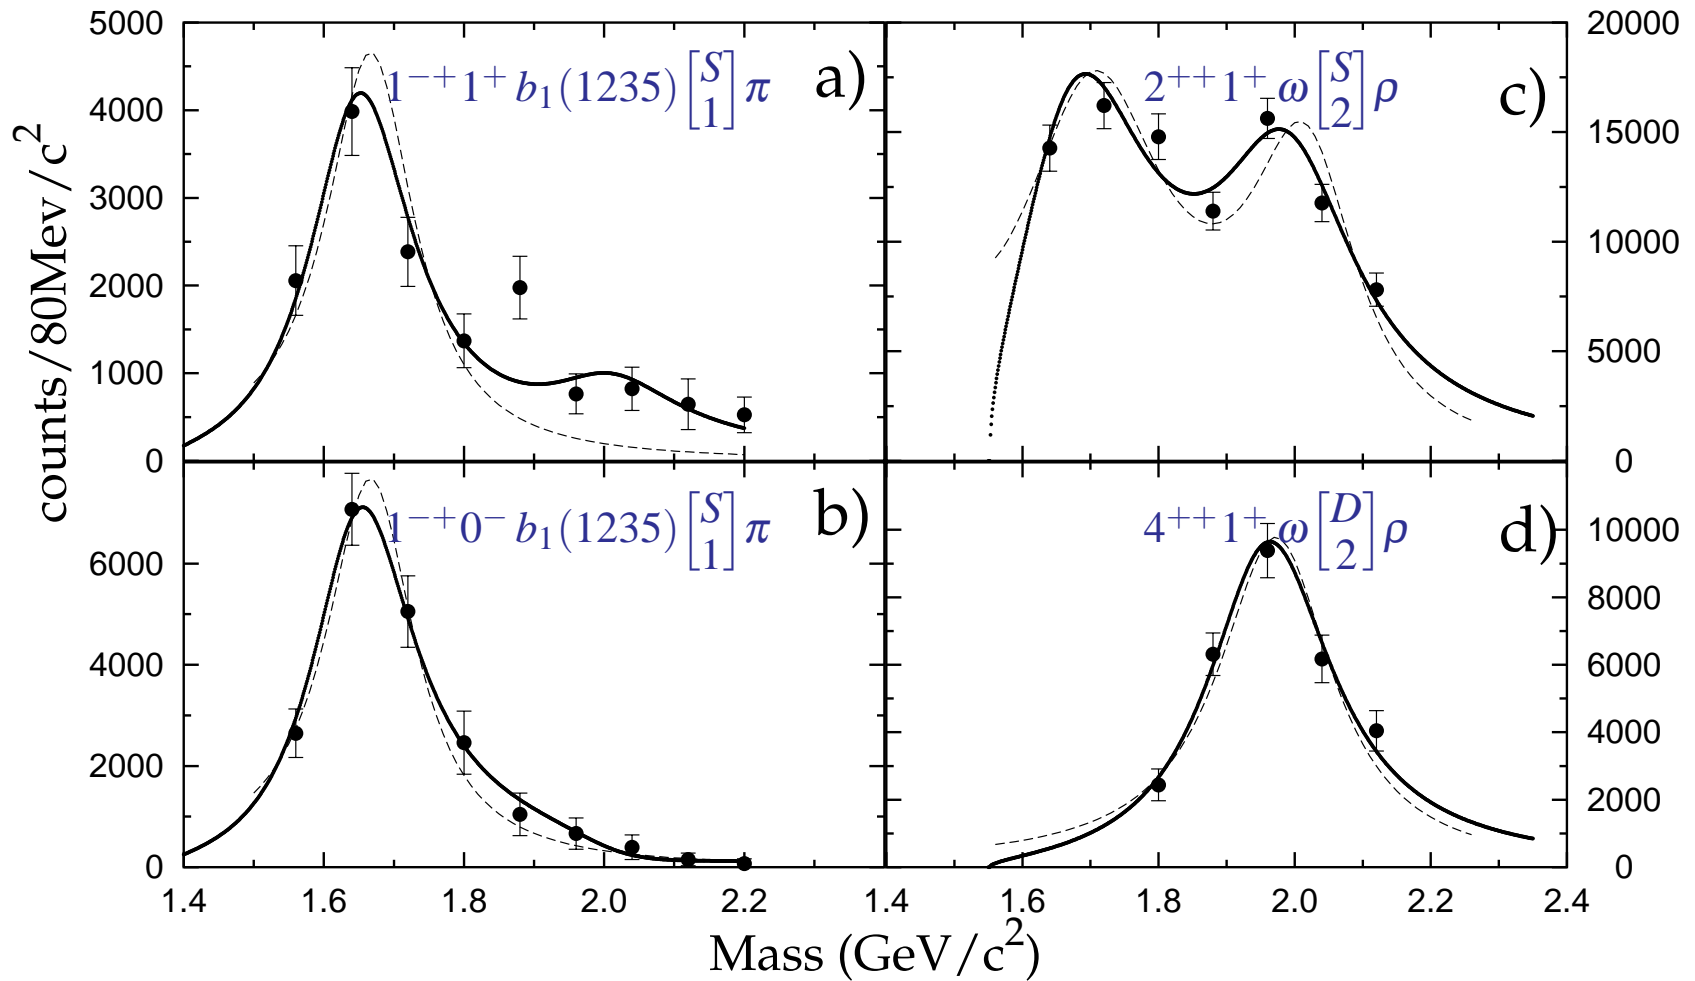 counts/80Mev/c²
5000
4000
3000
2000
1000
0
1⁻⁺1⁺ b₁(1235) [S 1] π
a)
20000
15000
10000
5000
0
2⁺⁺1⁺ ω [S 2] ρ
c)
6000
4000
2000
0
1⁻⁺0⁻ b₁(1235) [S 1] π
b)
10000
8000
6000
4000
2000
0
4⁺⁺1⁺ ω [D 2] ρ
d)
1.4 1.6 1.8 2.0 2.2 1.4 1.6 1.8 2.0 2.2 2.4
Mass (GeV/c²)